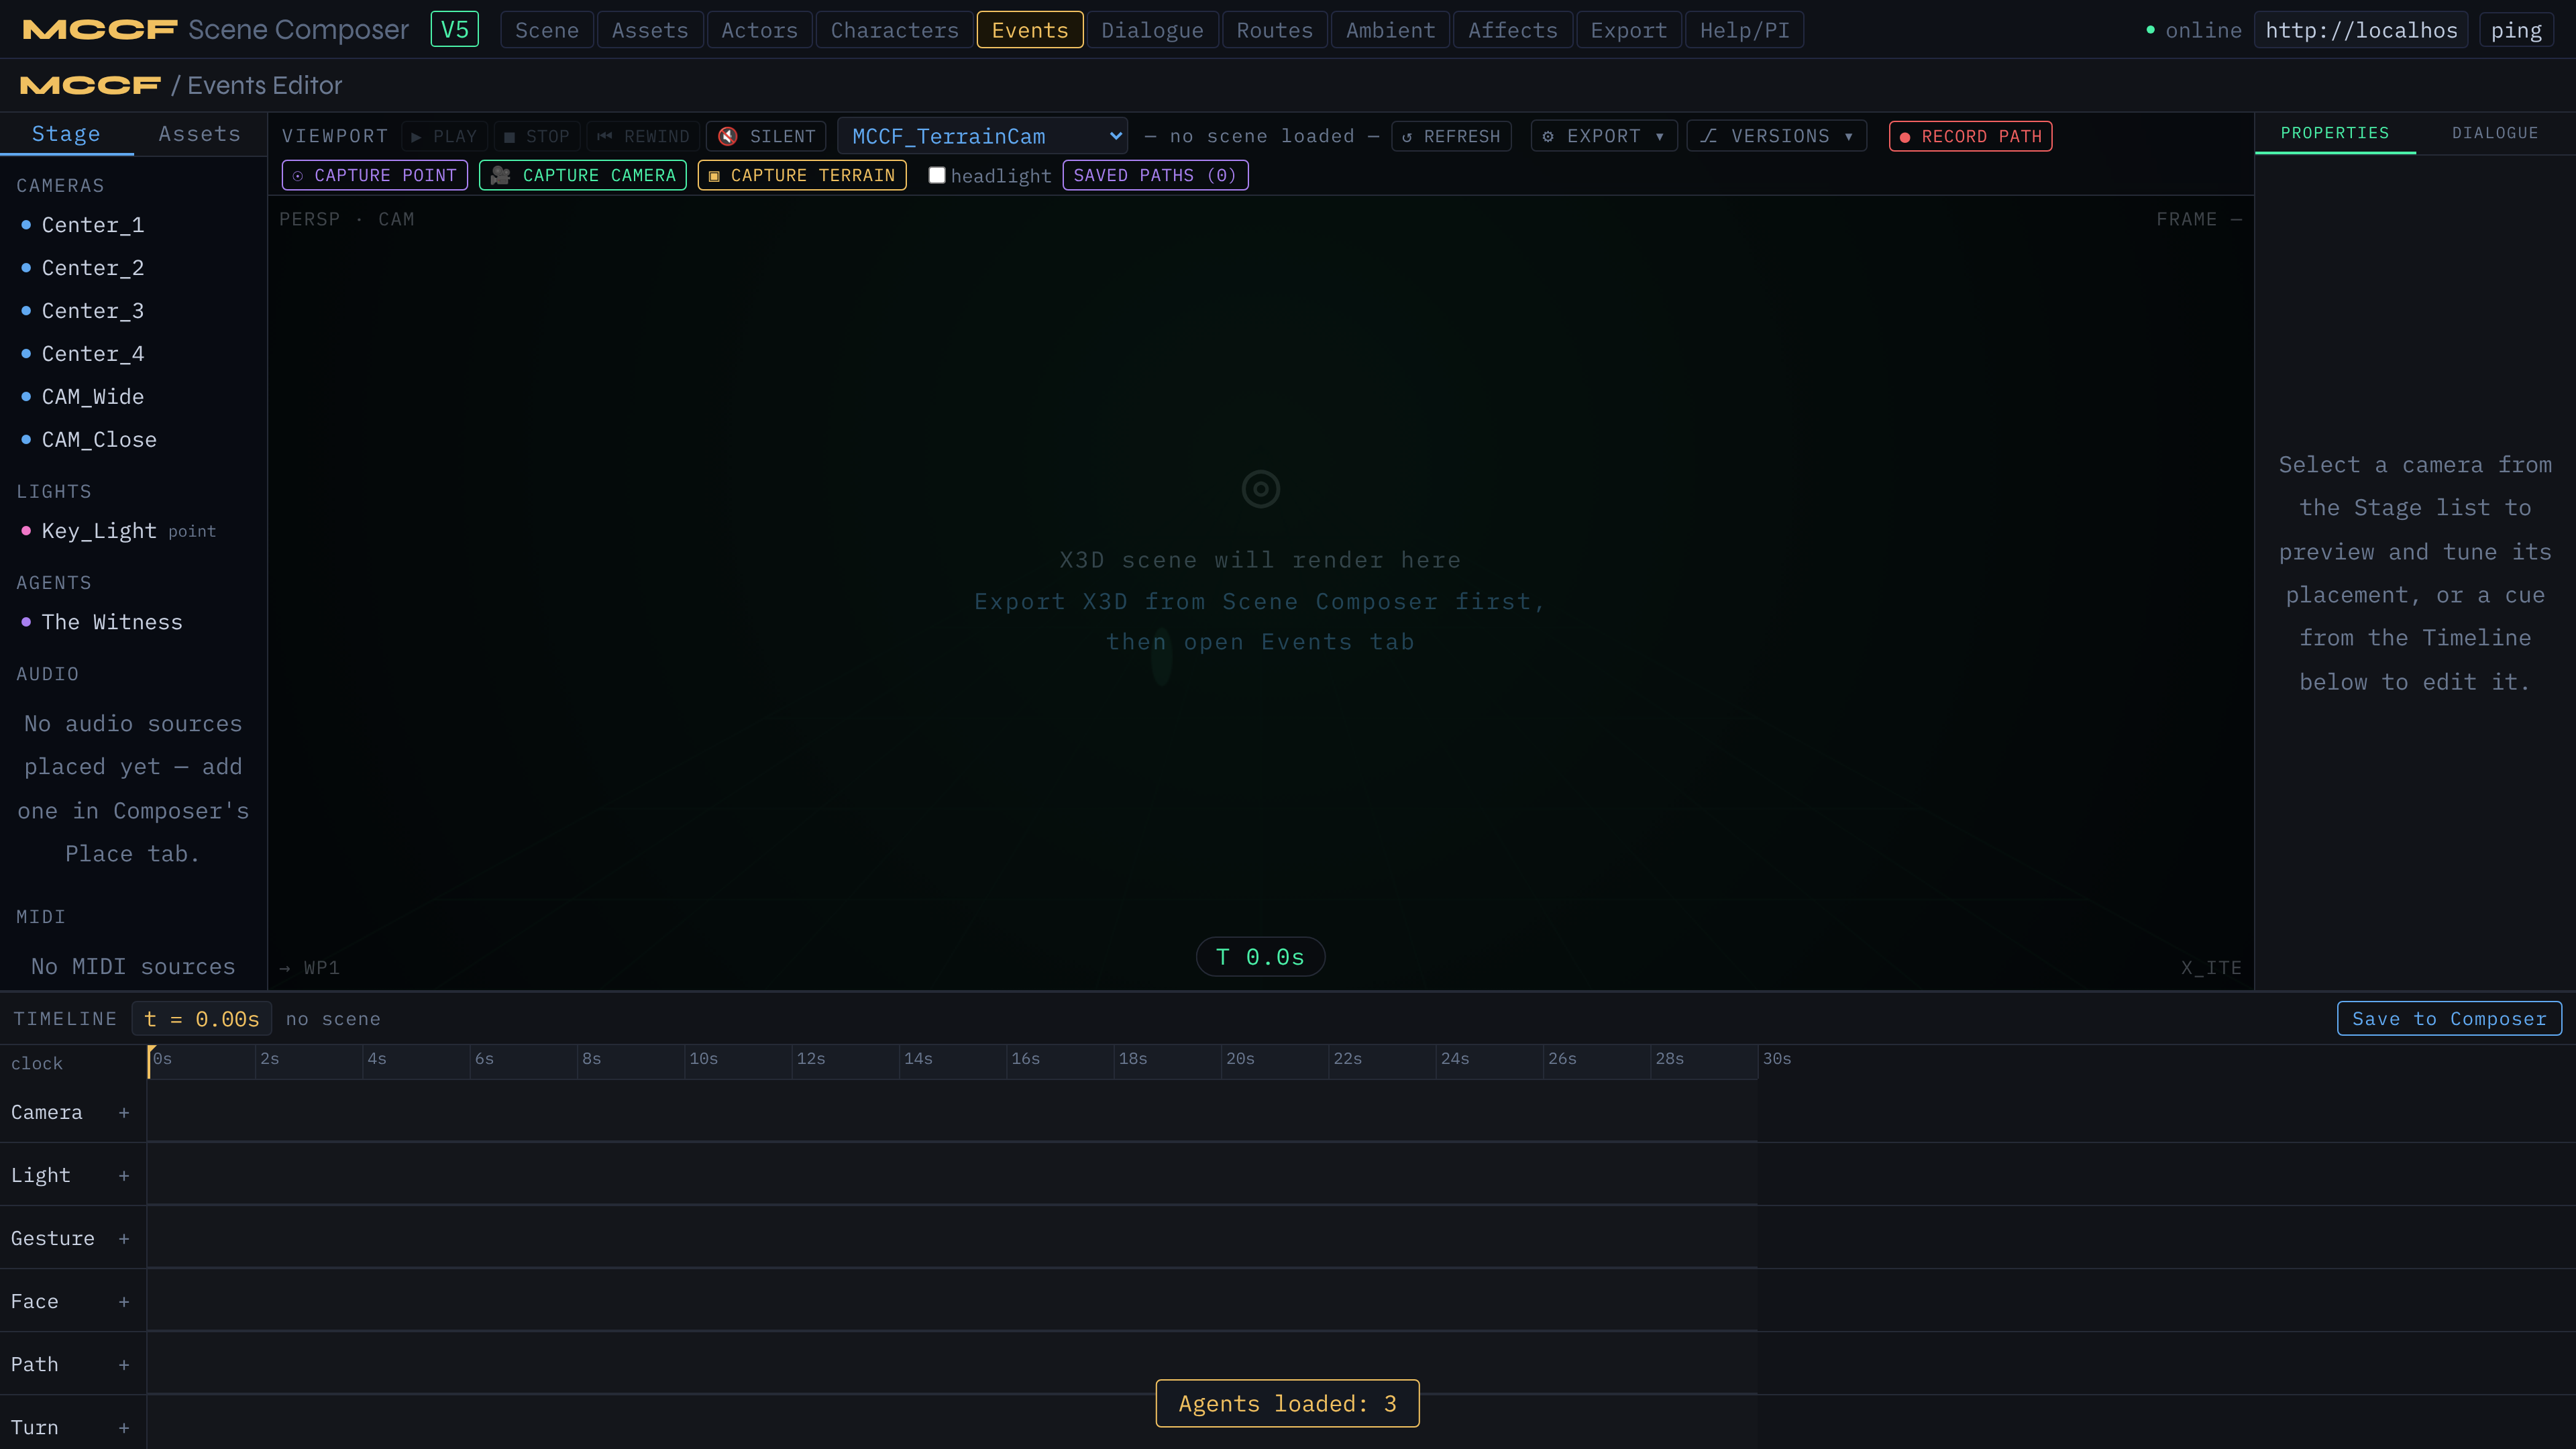 MCCF Scene Composer V5 Scene Assets Actors Characters Events Dialogue Routes Ambient Affects Export Help/PI online http://localhos ping
MCCF / Events Editor
Stage Assets
VIEWPORT ▶ PLAY ■ STOP ⏮ REWIND 🔇 SILENT MCCF_TerrainCam — no scene loaded — ↺ REFRESH ⚙ EXPORT ▾ ⎇ VERSIONS ▾ ● RECORD PATH
☉ CAPTURE POINT 🎥 CAPTURE CAMERA ▣ CAPTURE TERRAIN headlight SAVED PATHS (0)
PROPERTIES DIALOGUE
CAMERAS
Center_1
Center_2
Center_3
Center_4
CAM_Wide
CAM_Close
LIGHTS
Key_Light point
AGENTS
The Witness
AUDIO
No audio sources
placed yet — add
one in Composer's
Place tab.
MIDI
No MIDI sources
PERSP · CAM
FRAME —
◎
X3D scene will render here
Export X3D from Scene Composer first,
then open Events tab
T 0.0s
→ WP1
X_ITE
Select a camera from
the Stage list to
preview and tune its
placement, or a cue
from the Timeline
below to edit it.
TIMELINE t = 0.00s no scene Save to Composer
clock 0s 2s 4s 6s 8s 10s 12s 14s 16s 18s 20s 22s 24s 26s 28s 30s
Camera +
Light +
Gesture +
Face +
Path +
Agents loaded: 3
Turn +